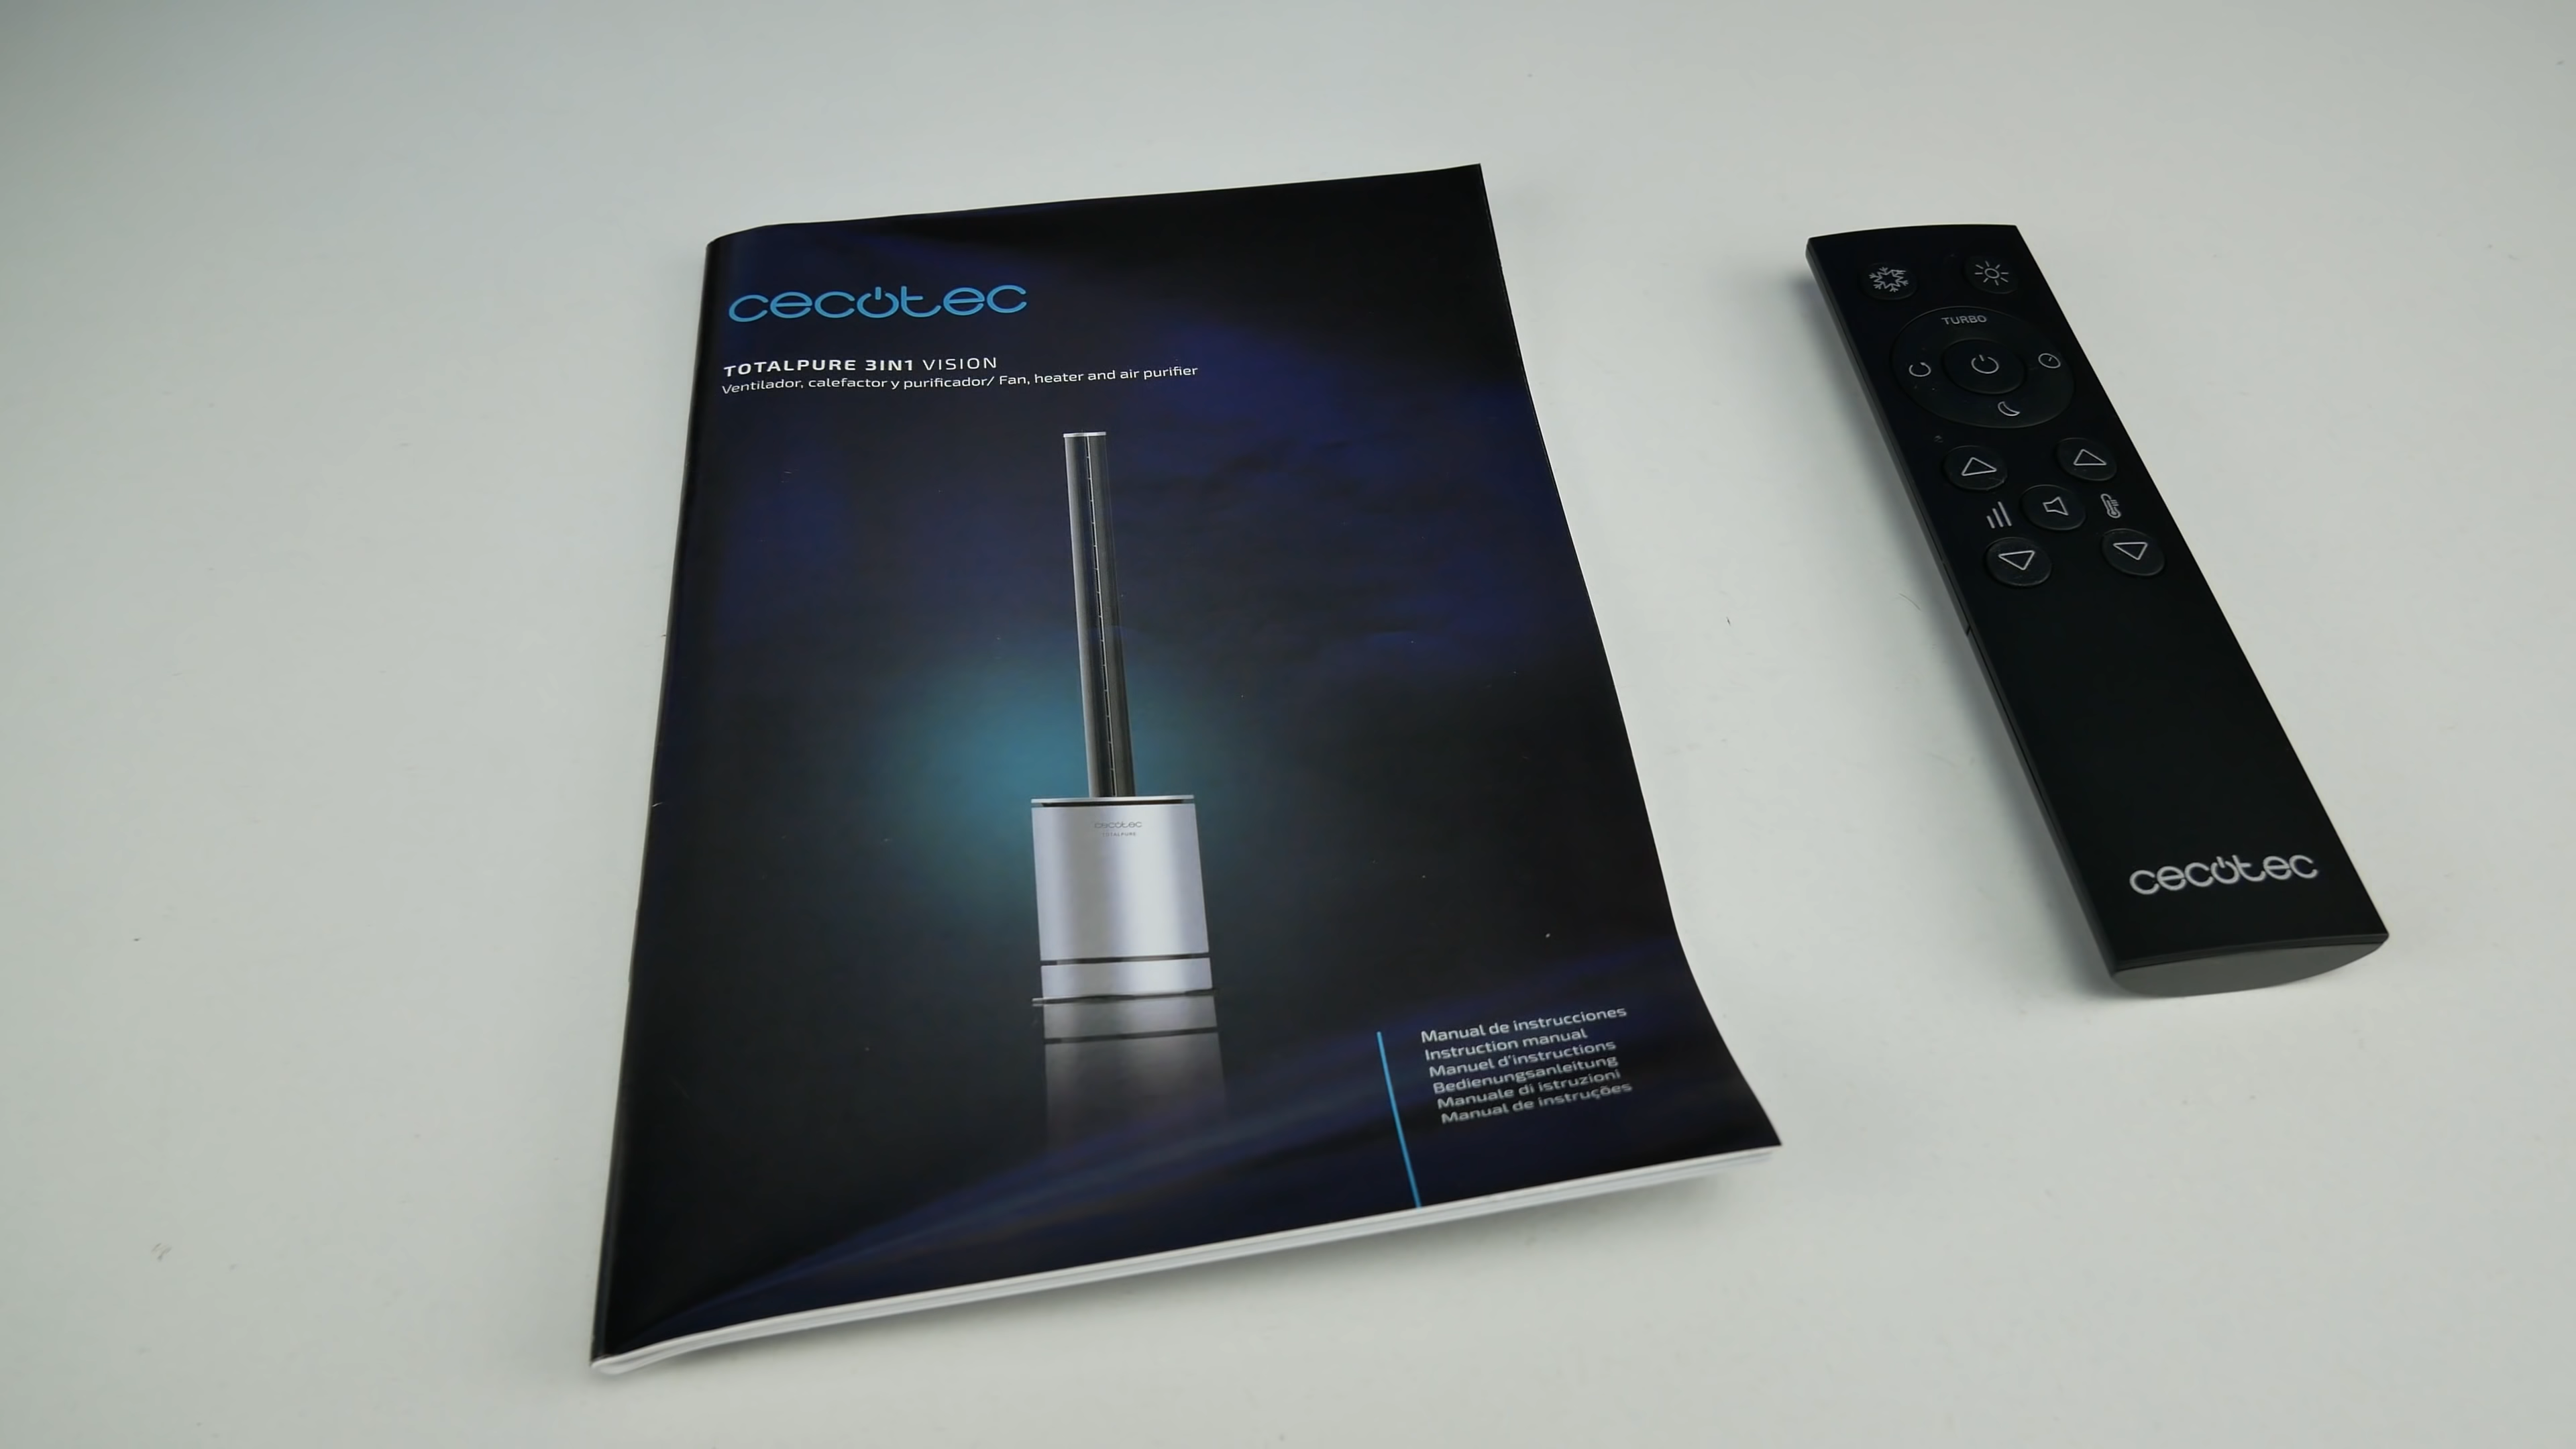 cecotec
TOTALPURE 3IN1 VISION
Ventilador, calefactor y purificador/ Fan, heater and air purifier
cecotec
TOTALPURE
Manual de instrucciones
Instruction manual
Manuel d'instructions
Bedienungsanleitung
Manuale di istruzioni
Manual de instruções
TURBO
cecotec